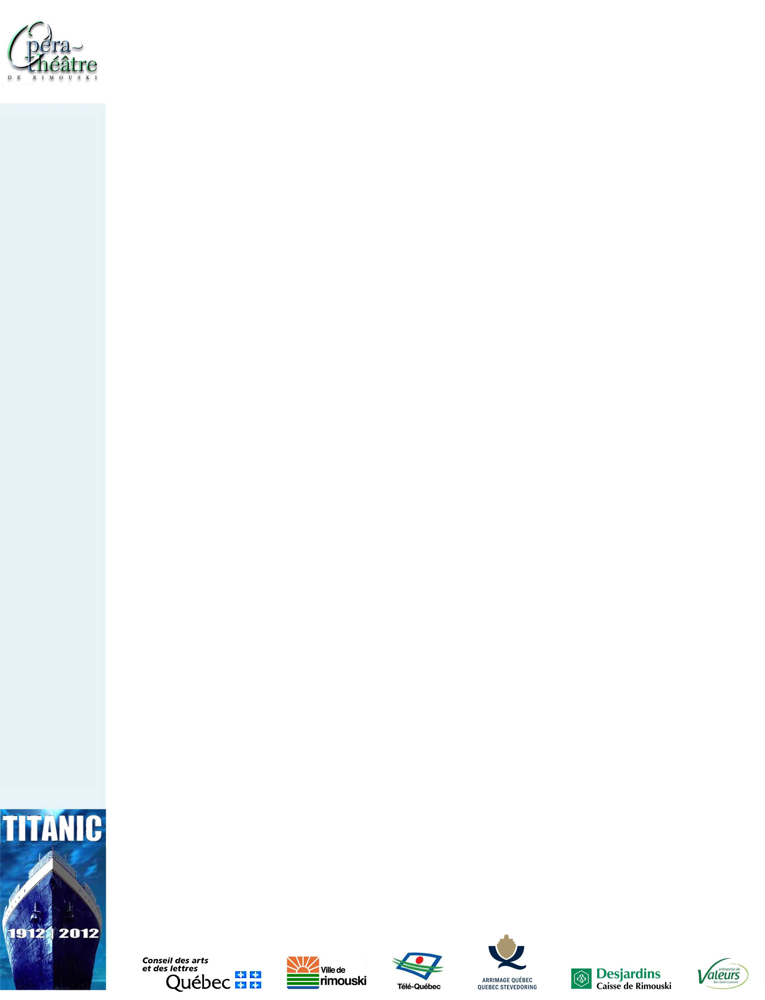 Opéra~
théâtre
DE RIMOUSKI
TITANIC
1912 | 2012
Conseil des arts
et des lettres
Québec
Ville de
rimouski
Télé-Québec
ARRIMAGE QUÉBEC
QUEBEC STEVEDORING
Desjardins
Caisse de Rimouski
entreprise de
Valeurs
Bas-Saint-Laurent